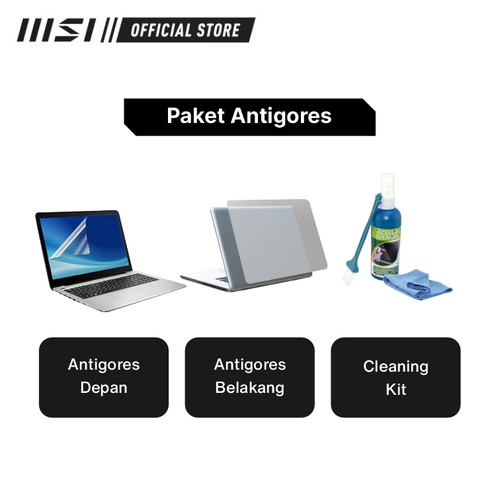 msi OFFICIAL STORE
Paket Antigores
Antigores
Depan
Antigores
Belakang
Cleaning
Kit